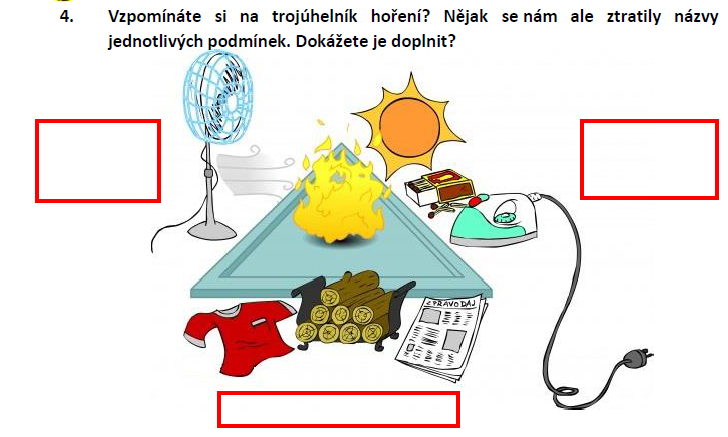 4. Vzpomínáte si na trojúhelník hoření? Nějak se nám ale ztratily názvy
jednotlivých podmínek. Dokážete je doplnit?
ZPRAVODAJ